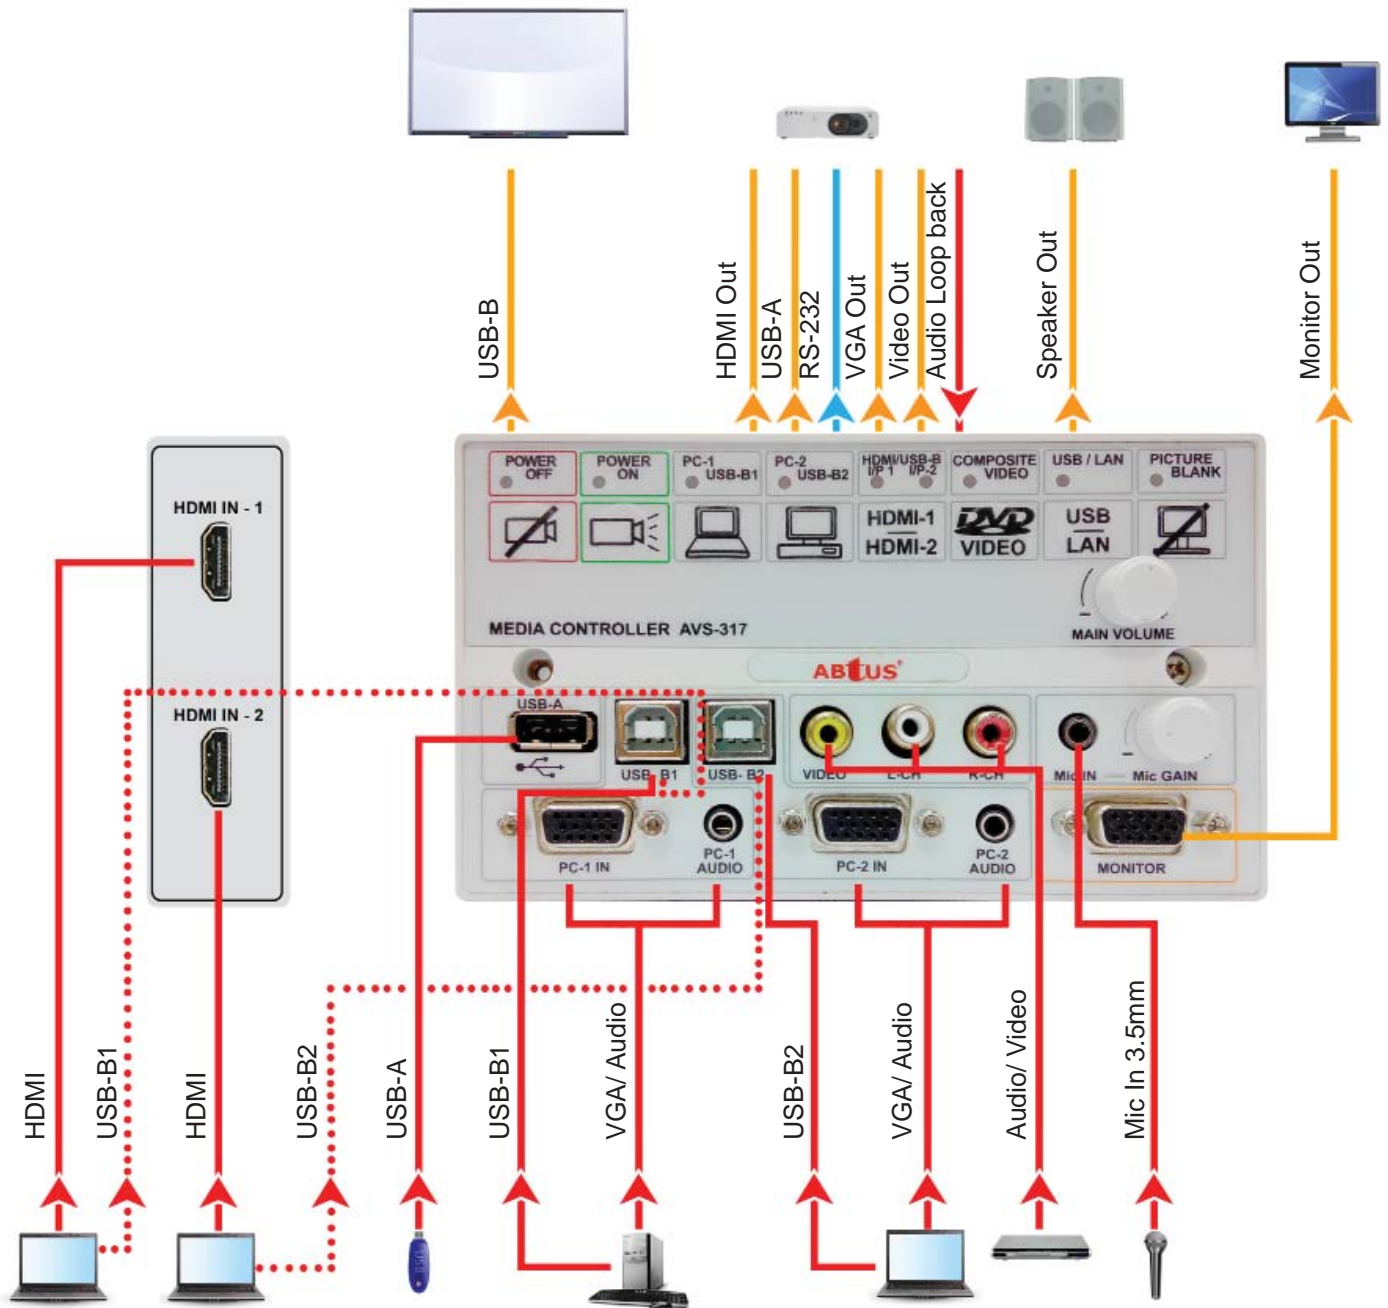 USB-B
HDMI Out
USB-A
RS-232
VGA Out
Video Out
Audio Loop back
Speaker Out
Monitor Out
HDMI IN - 1
HDMI IN - 2
POWER OFF
POWER ON
PC-1 USB-B1
PC-2 USB-B2
HDMI/USB-B
I/P 1 I/P-2
COMPOSITE VIDEO
USB / LAN
PICTURE BLANK
HDMI-1
HDMI-2
DVD
VIDEO
USB
LAN
MEDIA CONTROLLER AVS-317
MAIN VOLUME
ABtUS
USB-A
USB- B1
USB- B2
VIDEO
L-CH
R-CH
Mic IN
Mic GAIN
PC-1 IN
PC-1
AUDIO
PC-2 IN
PC-2
AUDIO
MONITOR
HDMI
USB-B1
HDMI
USB-B2
USB-A
USB-B1
VGA/ Audio
USB-B2
VGA/ Audio
Audio/ Video
Mic In 3.5mm
USB